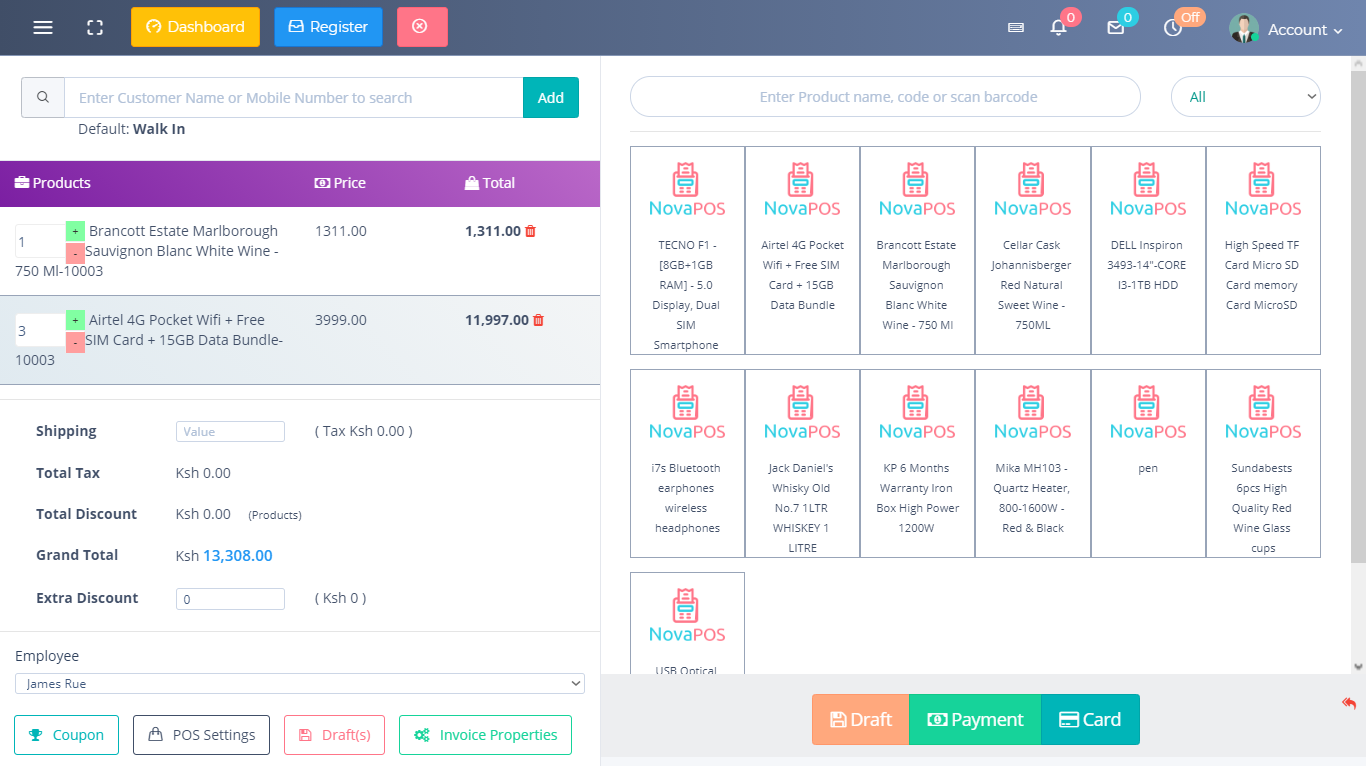 Dashboard
Register
0
0
Off
Account
Enter Customer Name or Mobile Number to search
Add
Default: Walk In
Products
Price
Total
1
+
-
Brancott Estate Marlborough
Sauvignon Blanc White Wine -
750 Ml-10003
1311.00
1,311.00
3
+
-
Airtel 4G Pocket Wifi + Free
SIM Card + 15GB Data Bundle-
10003
3999.00
11,997.00
Shipping
Value
( Tax Ksh 0.00 )
Total Tax
Ksh 0.00
Total Discount
Ksh 0.00 (Products)
Grand Total
Ksh 13,308.00
Extra Discount
0
( Ksh 0 )
Employee
James Rue
Coupon
POS Settings
Draft(s)
Invoice Properties
Enter Product name, code or scan barcode
All
NovaPOS
TECNO F1 -
[8GB+1GB
RAM] - 5.0
Display, Dual
SIM
Smartphone
NovaPOS
Airtel 4G Pocket
Wifi + Free SIM
Card + 15GB
Data Bundle
NovaPOS
Brancott Estate
Marlborough
Sauvignon
Blanc White
Wine - 750 Ml
NovaPOS
Cellar Cask
Johannisberger
Red Natural
Sweet Wine -
750ML
NovaPOS
DELL Inspiron
3493-14"-CORE
I3-1TB HDD
NovaPOS
High Speed TF
Card Micro SD
Card memory
Card MicroSD
NovaPOS
i7s Bluetooth
earphones
wireless
headphones
NovaPOS
Jack Daniel's
Whisky Old
No.7 1LTR
WHISKEY 1
LITRE
NovaPOS
KP 6 Months
Warranty Iron
Box High Power
1200W
NovaPOS
Mika MH103 -
Quartz Heater,
800-1600W -
Red & Black
NovaPOS
pen
NovaPOS
Sundabests
6pcs High
Quality Red
Wine Glass
cups
NovaPOS
USB Optical
Draft
Payment
Card